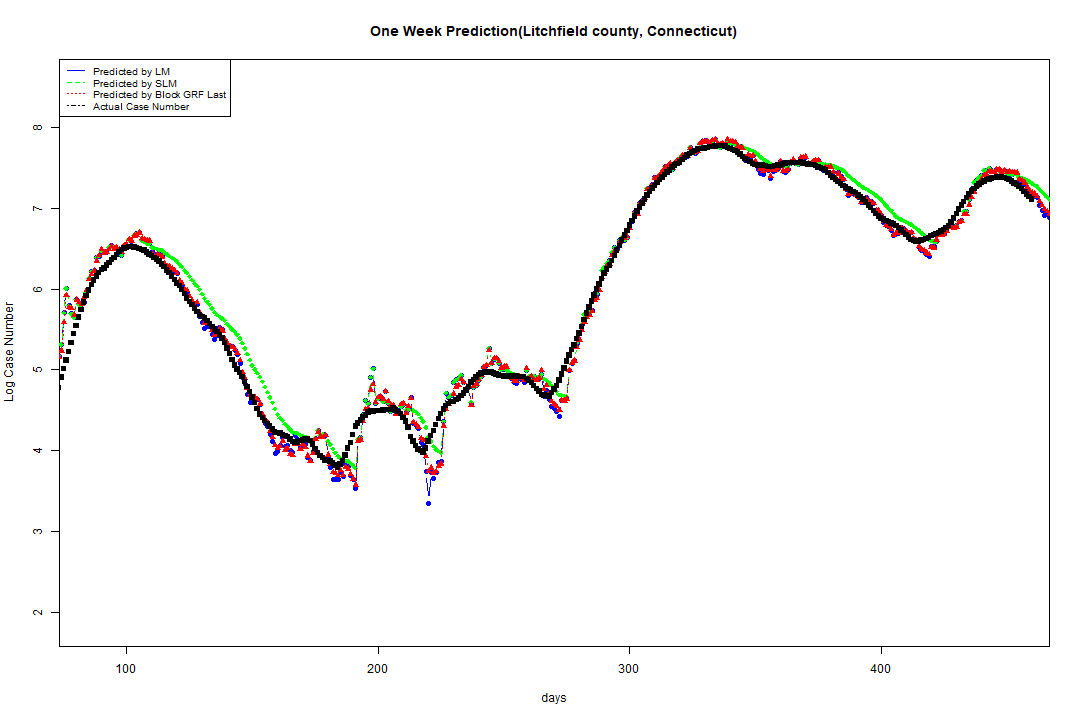 One Week Prediction(Litchfield county, Connecticut)
Predicted by LM
Predicted by SLM
Predicted by Block GRF Last
Actual Case Number
8
7
6
5
4
3
2
Log Case Number
100 200 300 400
days